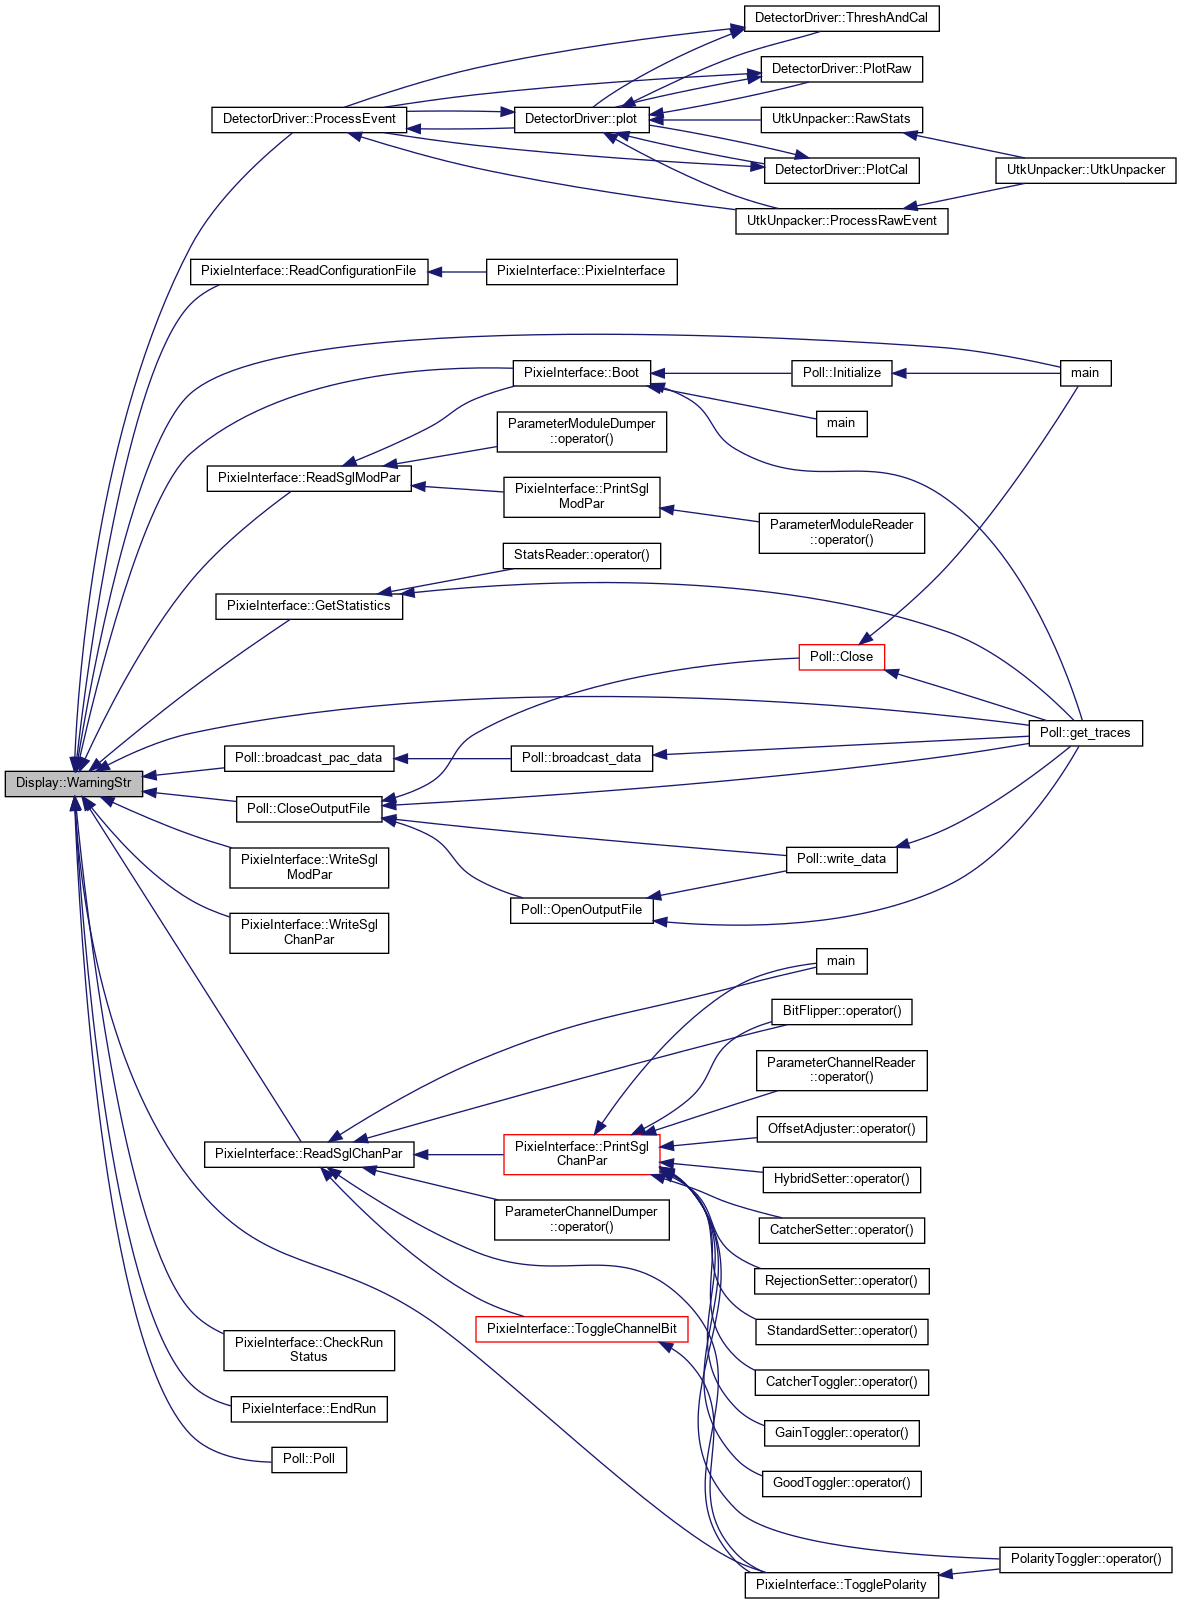 DetectorDriver::ThreshAndCal
DetectorDriver::PlotRaw
DetectorDriver::ProcessEvent
DetectorDriver::plot
UtkUnpacker::RawStats
DetectorDriver::PlotCal
UtkUnpacker::UtkUnpacker
UtkUnpacker::ProcessRawEvent
PixieInterface::ReadConfigurationFile
PixieInterface::PixieInterface
PixieInterface::Boot
Poll::Initialize
main
main
ParameterModuleDumper
::operator()
PixieInterface::ReadSglModPar
PixieInterface::PrintSgl
ModPar
ParameterModuleReader
::operator()
StatsReader::operator()
PixieInterface::GetStatistics
Poll::Close
Poll::get_traces
Poll::broadcast_pac_data
Poll::broadcast_data
Display::WarningStr
Poll::CloseOutputFile
PixieInterface::WriteSgl
ModPar
Poll::write_data
Poll::OpenOutputFile
PixieInterface::WriteSgl
ChanPar
main
BitFlipper::operator()
ParameterChannelReader
::operator()
OffsetAdjuster::operator()
PixieInterface::ReadSglChanPar
PixieInterface::PrintSgl
ChanPar
HybridSetter::operator()
ParameterChannelDumper
::operator()
CatcherSetter::operator()
RejectionSetter::operator()
PixieInterface::ToggleChannelBit
StandardSetter::operator()
PixieInterface::CheckRun
Status
CatcherToggler::operator()
PixieInterface::EndRun
GainToggler::operator()
Poll::Poll
GoodToggler::operator()
PolarityToggler::operator()
PixieInterface::TogglePolarity